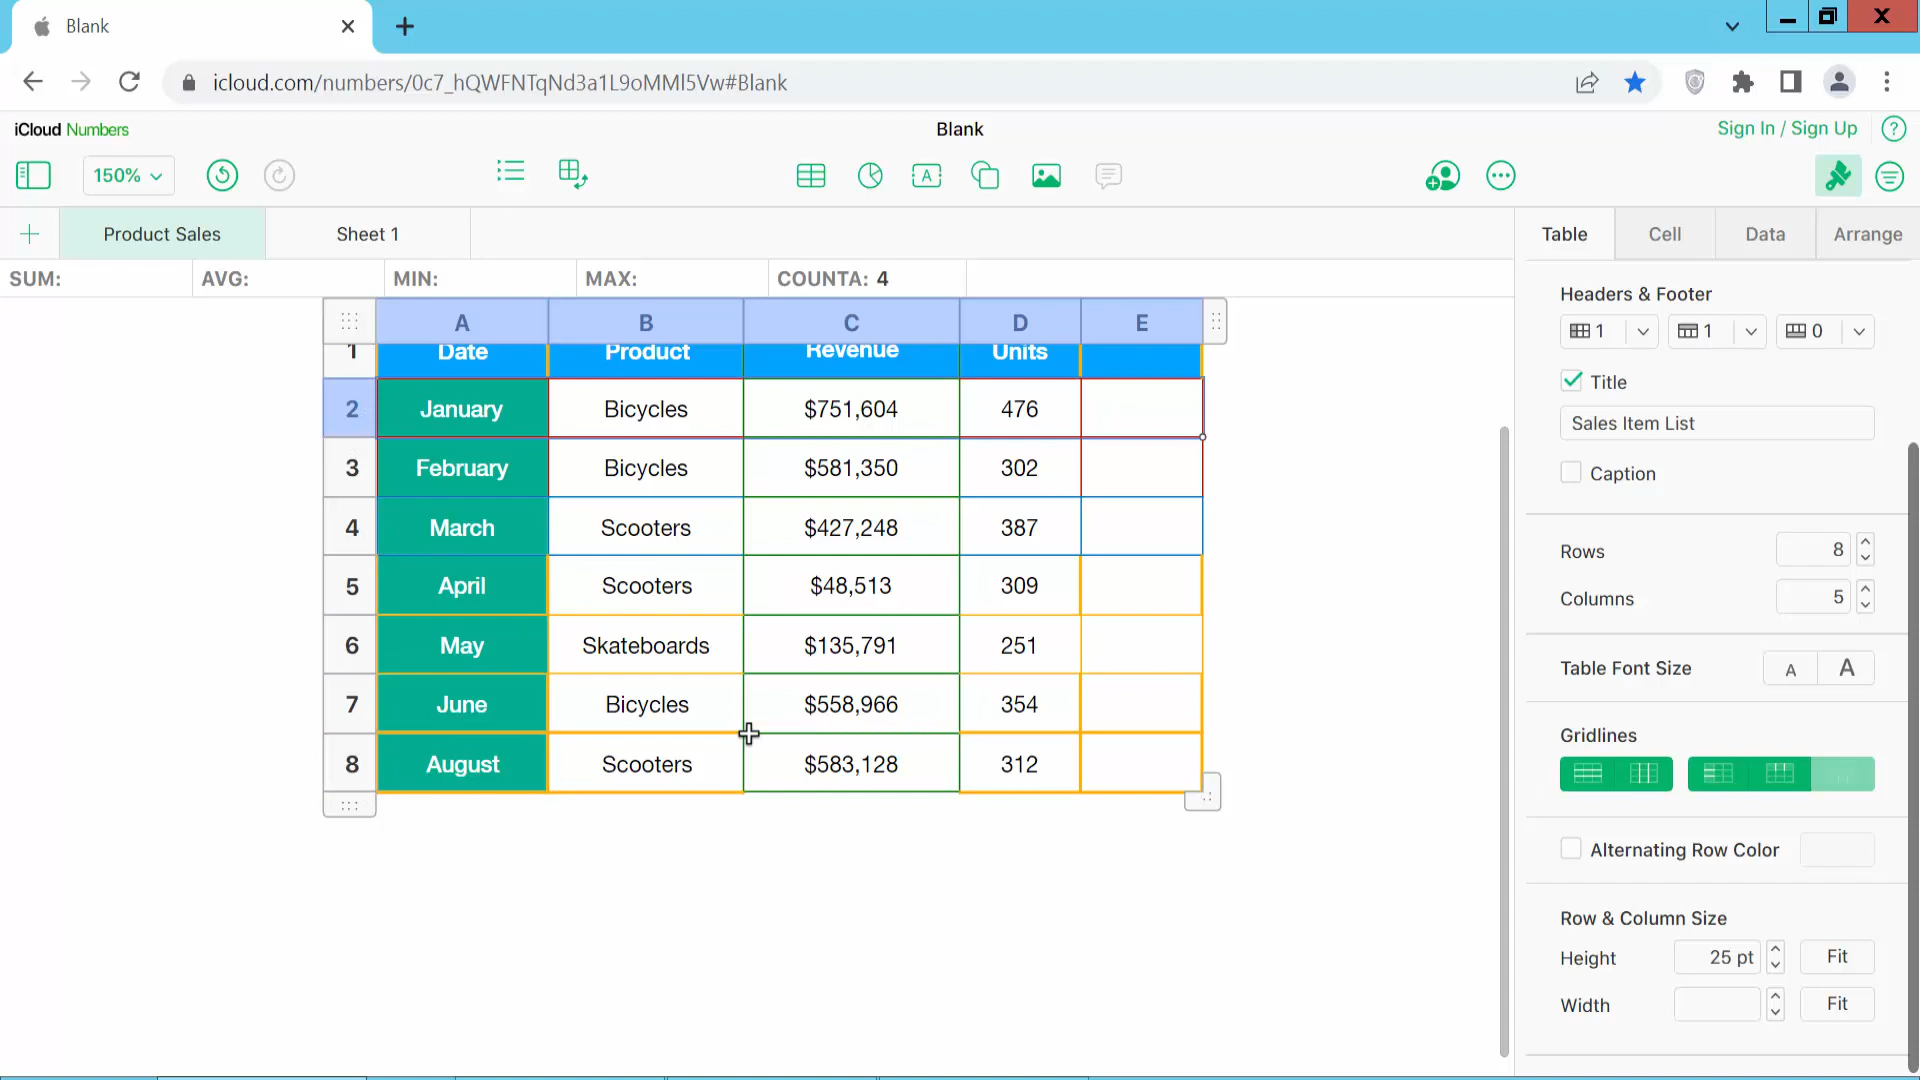 Blank
icloud.com/numbers/0c7_hQWFNTqNd3a1L9oMMl5Vw#Blank
iCloud Numbers
Blank
Sign In / Sign Up
?
150%
A
Product Sales
Sheet 1
Table
Cell
Data
Arrange
SUM:
AVG:
MIN:
MAX:
COUNTA: 4
A B C D E
1 Date Product Revenue Units
2 January Bicycles $751,604 476
3 February Bicycles $581,350 302
4 March Scooters $427,248 387
5 April Scooters $48,513 309
6 May Skateboards $135,791 251
7 June Bicycles $558,966 354
8 August Scooters $583,128 312
Headers & Footer
1 1 0
Title
Sales Item List
Caption
Rows 8
Columns 5
Table Font Size A A
Gridlines
Alternating Row Color
Row & Column Size
Height 25 pt Fit
Width Fit